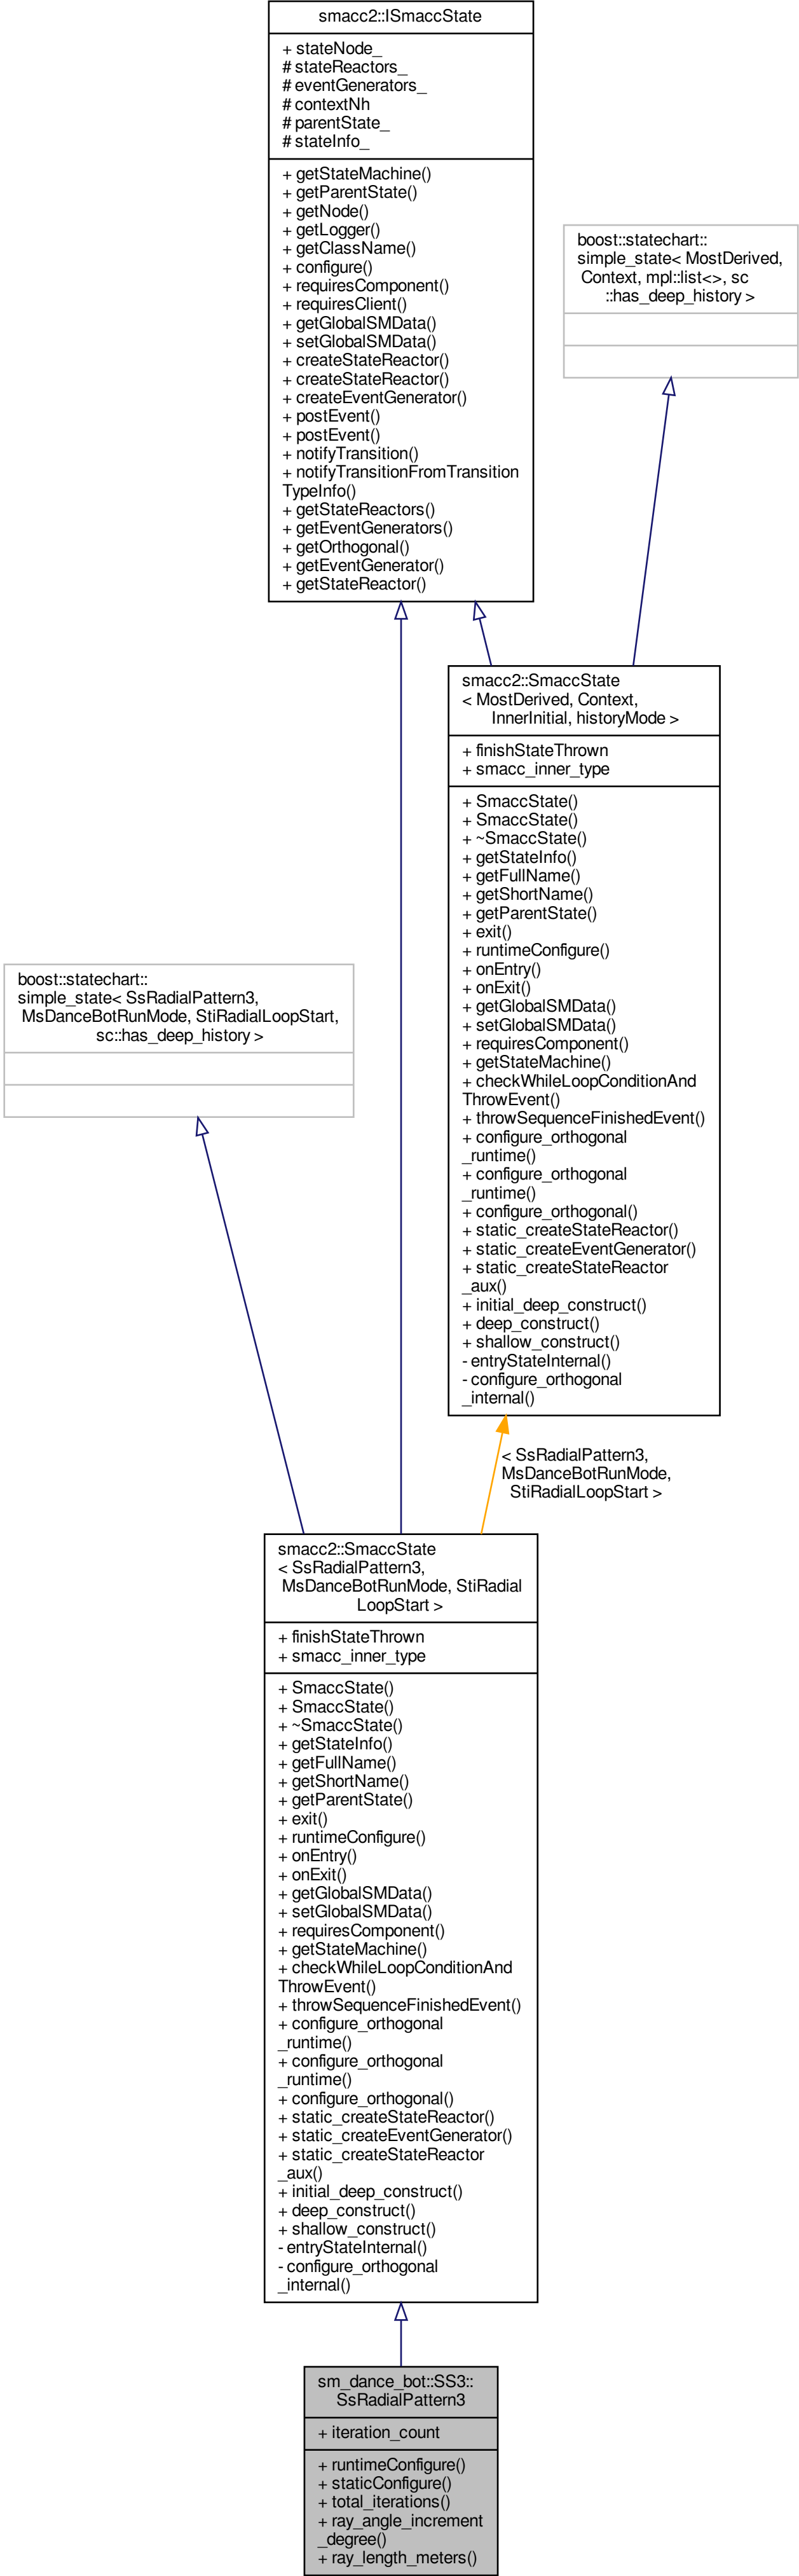 smacc2::ISmaccState
+ stateNode_
# stateReactors_
# eventGenerators_
# contextNh
# parentState_
# stateInfo_
+ getStateMachine()
+ getParentState()
+ getNode()
+ getLogger()
+ getClassName()
+ configure()
+ requiresComponent()
+ requiresClient()
+ getGlobalSMData()
+ setGlobalSMData()
+ createStateReactor()
+ createStateReactor()
+ createEventGenerator()
+ postEvent()
+ postEvent()
+ notifyTransition()
+ notifyTransitionFromTransition
TypeInfo()
+ getStateReactors()
+ getEventGenerators()
+ getOrthogonal()
+ getEventGenerator()
+ getStateReactor()
boost::statechart::
simple_state< MostDerived,
Context, mpl::list<>, sc
::has_deep_history >
smacc2::SmaccState
< MostDerived, Context,
InnerInitial, historyMode >
+ finishStateThrown
+ smacc_inner_type
+ SmaccState()
+ SmaccState()
+ ~SmaccState()
+ getStateInfo()
+ getFullName()
+ getShortName()
+ getParentState()
+ exit()
+ runtimeConfigure()
+ onEntry()
+ onExit()
+ getGlobalSMData()
+ setGlobalSMData()
+ requiresComponent()
+ getStateMachine()
+ checkWhileLoopConditionAnd
ThrowEvent()
+ throwSequenceFinishedEvent()
+ configure_orthogonal
_runtime()
+ configure_orthogonal
_runtime()
+ configure_orthogonal()
+ static_createStateReactor()
+ static_createEventGenerator()
+ static_createStateReactor
_aux()
+ initial_deep_construct()
+ deep_construct()
+ shallow_construct()
- entryStateInternal()
- configure_orthogonal
_internal()
boost::statechart::
simple_state< SsRadialPattern3,
MsDanceBotRunMode, StiRadialLoopStart,
sc::has_deep_history >
< SsRadialPattern3,
MsDanceBotRunMode,
StiRadialLoopStart >
smacc2::SmaccState
< SsRadialPattern3,
MsDanceBotRunMode, StiRadial
LoopStart >
+ finishStateThrown
+ smacc_inner_type
+ SmaccState()
+ SmaccState()
+ ~SmaccState()
+ getStateInfo()
+ getFullName()
+ getShortName()
+ getParentState()
+ exit()
+ runtimeConfigure()
+ onEntry()
+ onExit()
+ getGlobalSMData()
+ setGlobalSMData()
+ requiresComponent()
+ getStateMachine()
+ checkWhileLoopConditionAnd
ThrowEvent()
+ throwSequenceFinishedEvent()
+ configure_orthogonal
_runtime()
+ configure_orthogonal
_runtime()
+ configure_orthogonal()
+ static_createStateReactor()
+ static_createEventGenerator()
+ static_createStateReactor
_aux()
+ initial_deep_construct()
+ deep_construct()
+ shallow_construct()
- entryStateInternal()
- configure_orthogonal
_internal()
sm_dance_bot::SS3::
SsRadialPattern3
+ iteration_count
+ runtimeConfigure()
+ staticConfigure()
+ total_iterations()
+ ray_angle_increment
_degree()
+ ray_length_meters()